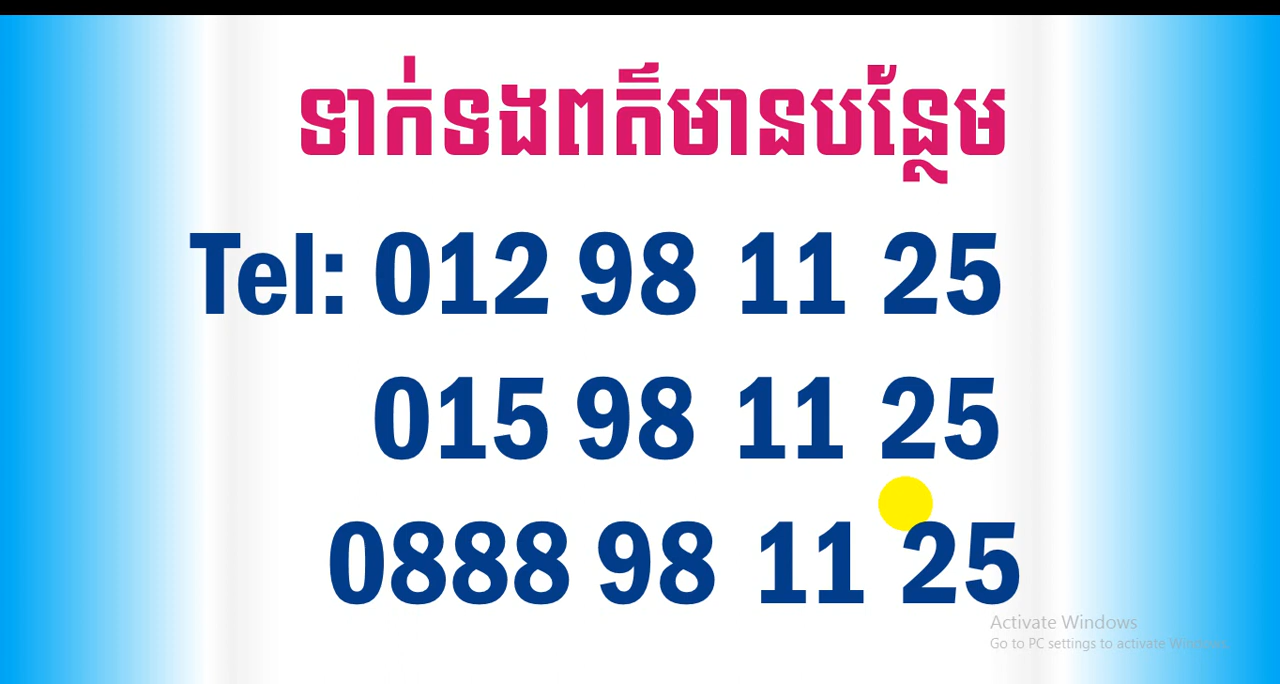 ទាក់ទងពត៌មានបន្ថែម
Tel: 012 98 11 25
015 98 11 25
0888 98 11 25
Activate Windows
Go to PC settings to activate Windows.